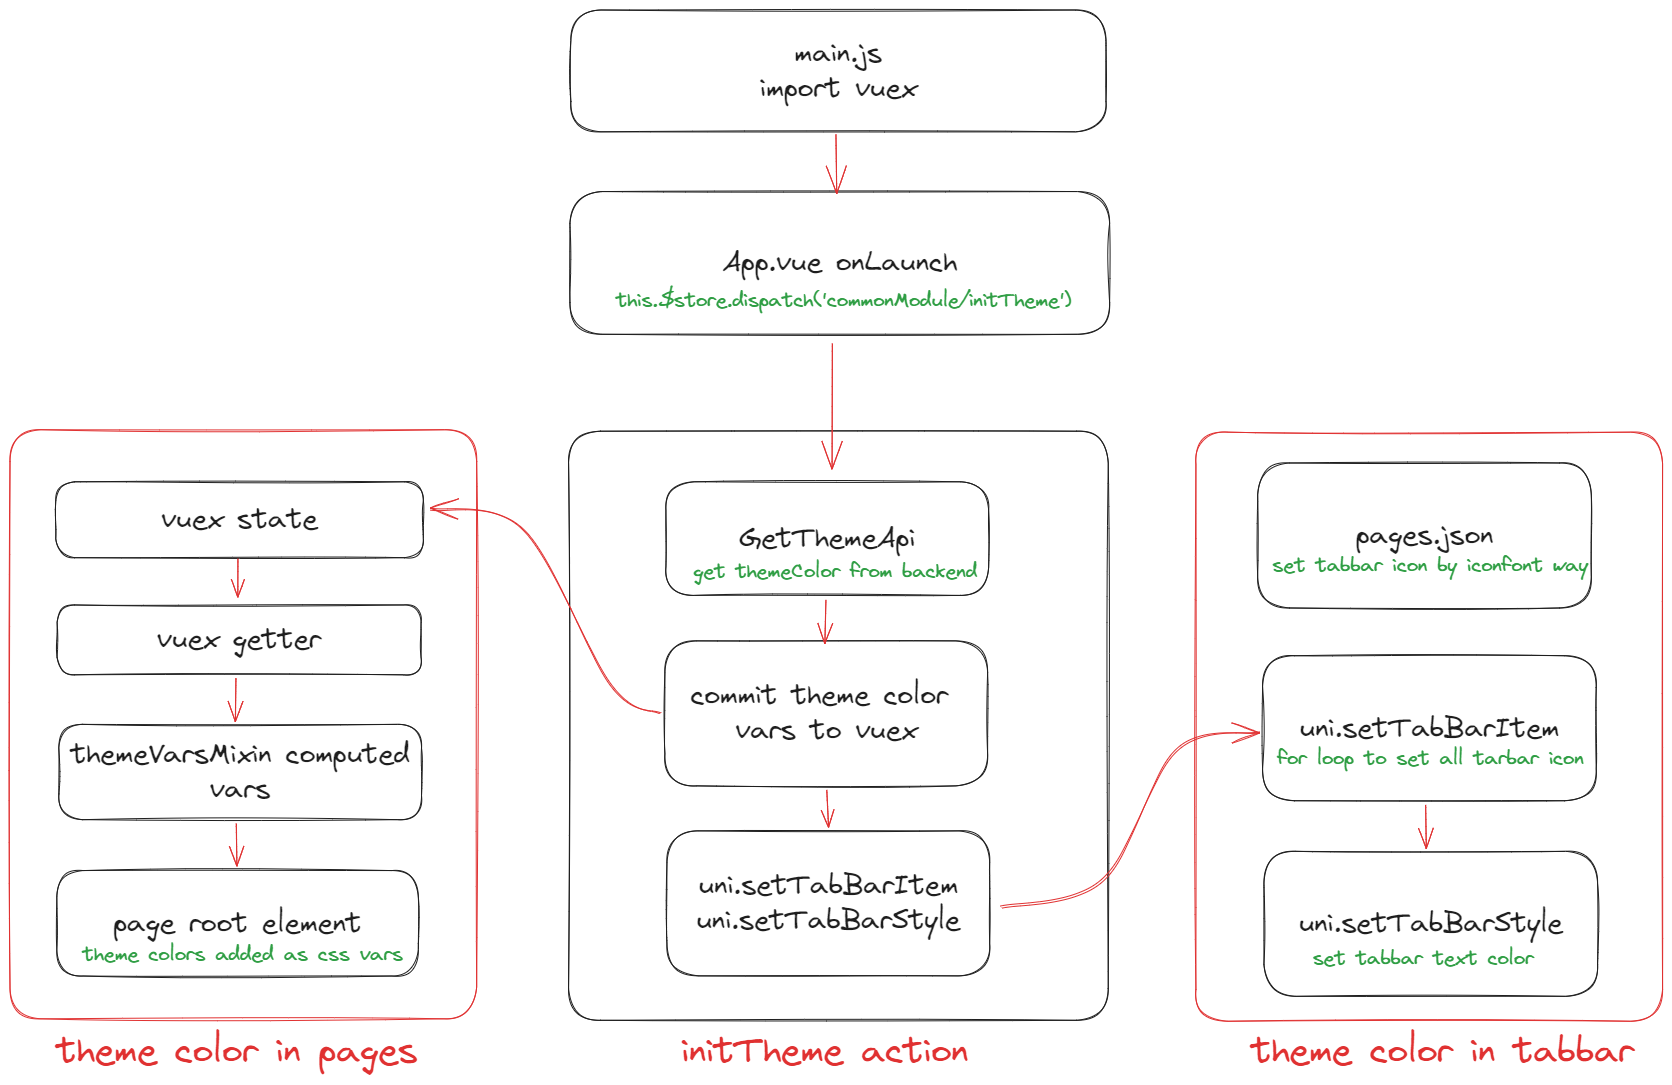 main.js
import vuex
App.vue onLaunch
this.$store.dispatch('commonModule/initTheme')
vuex state
vuex getter
themeVarsMixin computed
vars
page root element
theme colors added as css vars
theme color in pages
GetThemeApi
get themeColor from backend
commit theme color
vars to vuex
uni.setTabBarItem
uni.setTabBarStyle
initTheme action
pages.json
set tabbar icon by iconfont way
uni.setTabBarItem
for loop to set all tarbar icon
uni.setTabBarStyle
set tabbar text color
theme color in tabbar